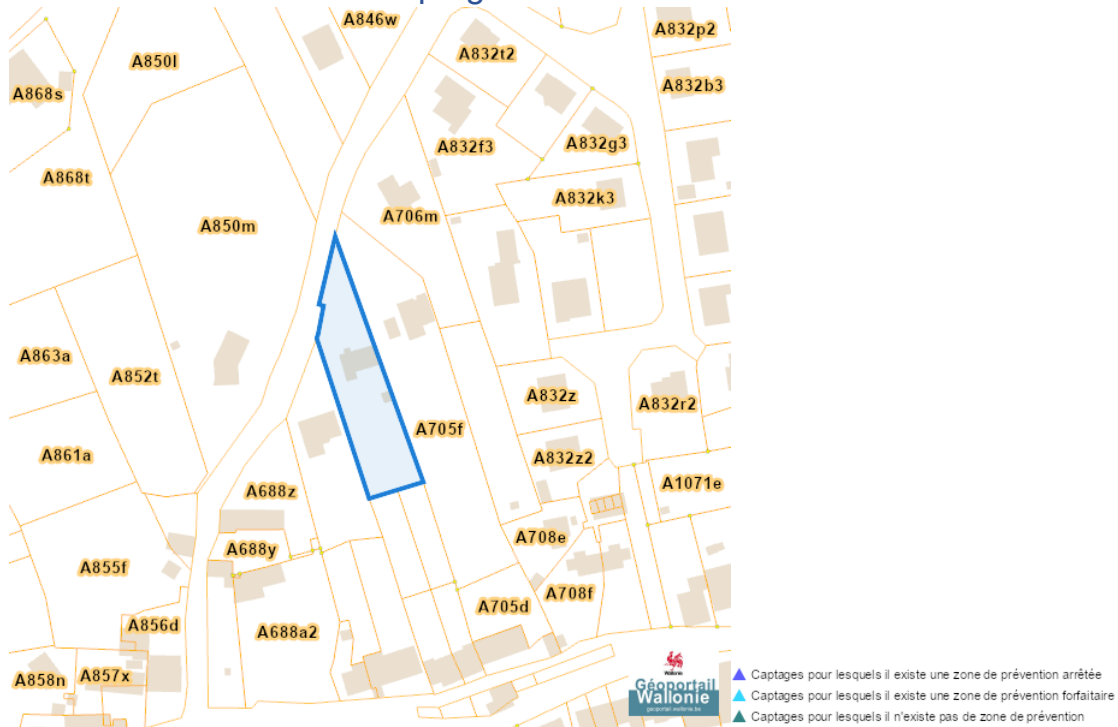 A846w
A832p2
A832t2
A850l
A868s
A832b3
A832f3
A832g3
A868t
A832k3
A706m
A850m
A863a
A852t
A832z
A832r2
A705f
A861a
A832z2
A1071e
A688z
A708e
A688y
A855f
A708f
A705d
A856d
A688a2
A858n
A857x
Wallonie
Géoportail
Wallonie
geoportail.wallonie.be
Captages pour lesquels il existe une zone de prévention arrêtée
Captages pour lesquels il existe une zone de prévention forfaitaire
Captages pour lesquels il n'existe pas de zone de prévention